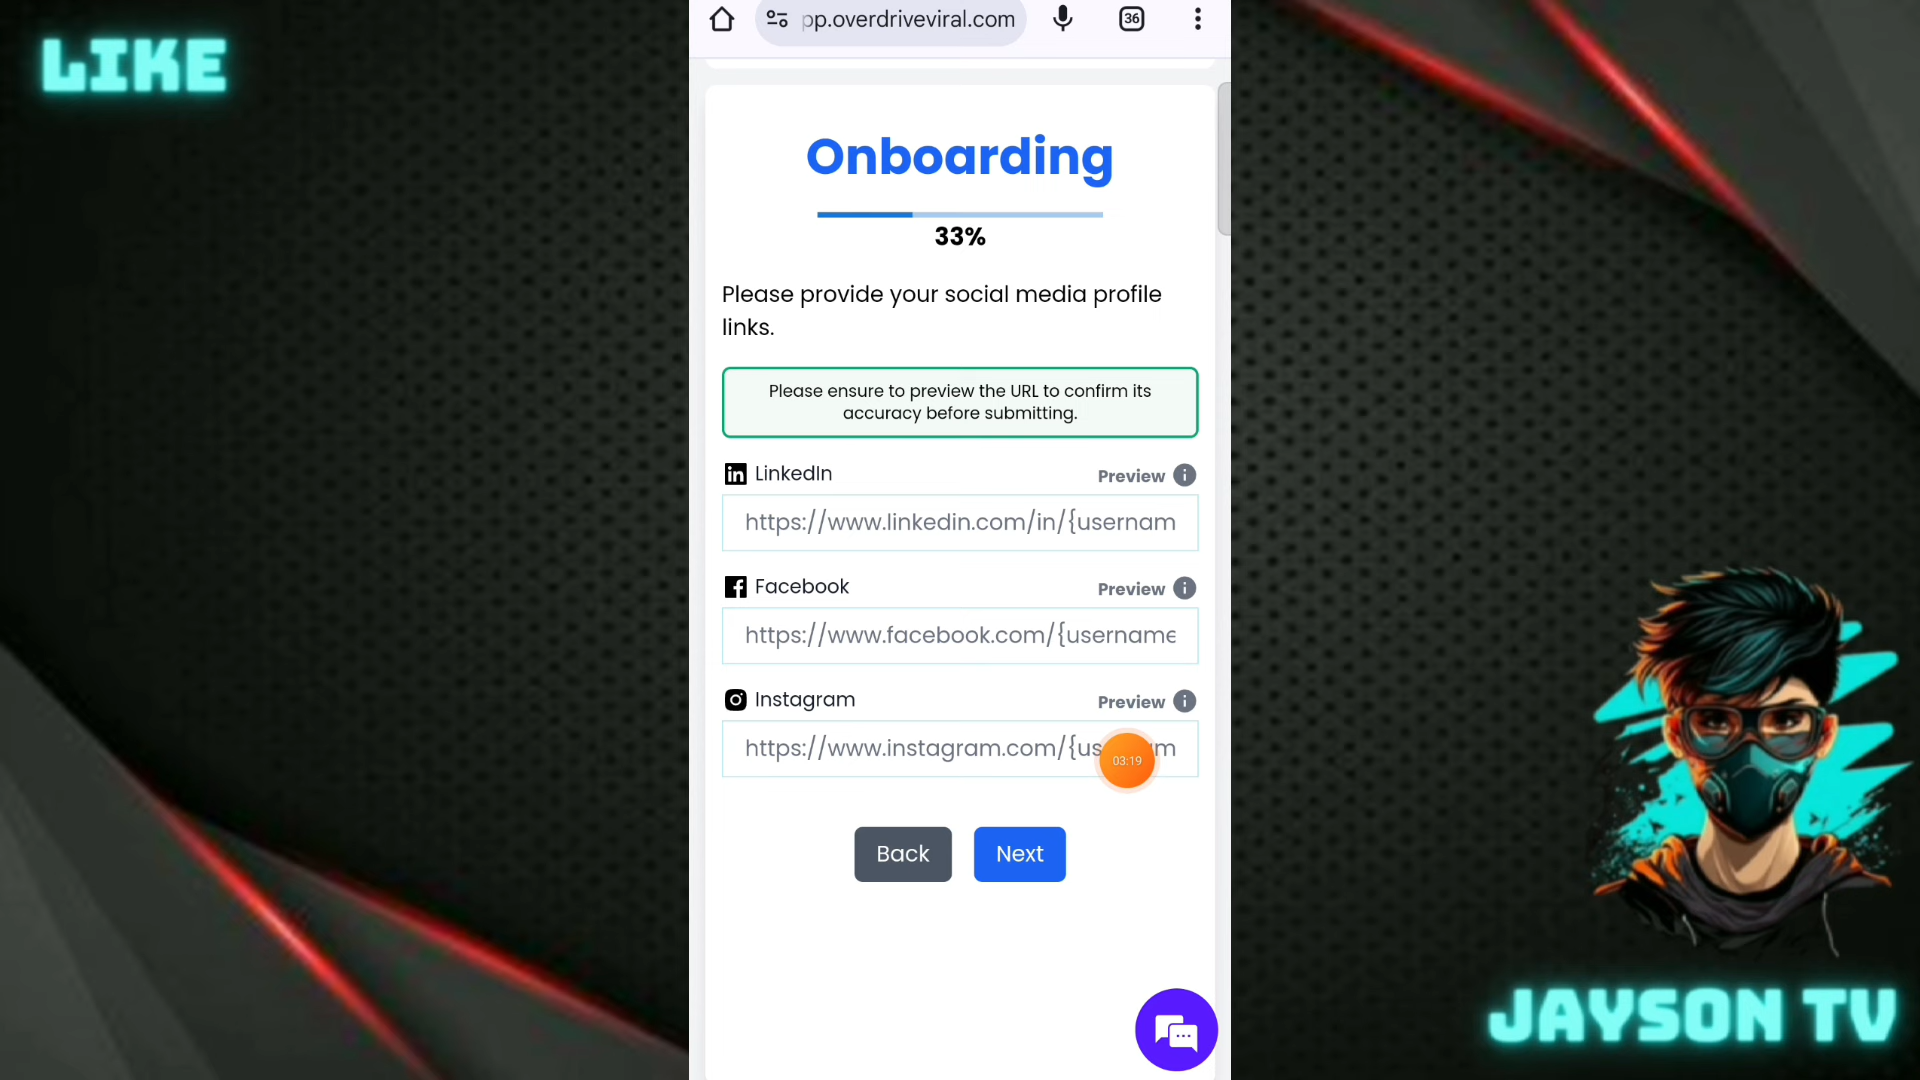 LIKE
pp.overdriveviral.com
36
Onboarding
33%
Please provide your social media profile
links.
Please ensure to preview the URL to confirm its
accuracy before submitting.
in LinkedIn
Preview i
https://www.linkedin.com/in/{usernam
Facebook
Preview i
https://www.facebook.com/{username
Instagram
Preview i
https://www.instagram.com/{us
03:19
Back
Next
JAYSON TV